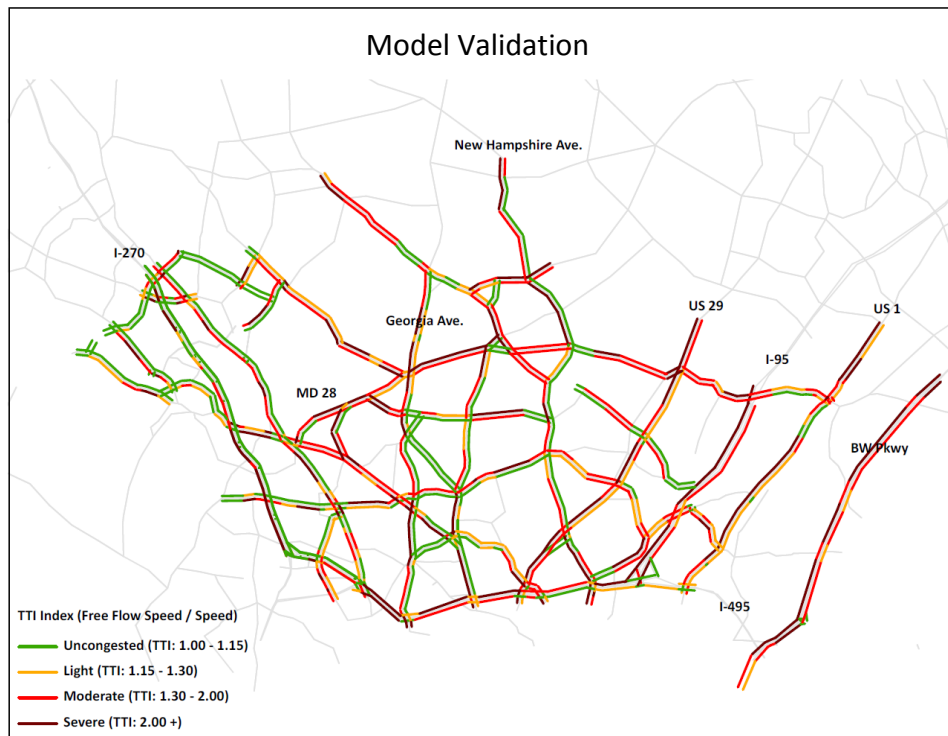 Model Validation
New Hampshire Ave.
I-270
US 29
US 1
Georgia Ave.
I-95
MD 28
BW Pkwy
I-495
TTI Index (Free Flow Speed / Speed)
Uncongested (TTI: 1.00 - 1.15)
Light (TTI: 1.15 - 1.30)
Moderate (TTI: 1.30 - 2.00)
Severe (TTI: 2.00 +)